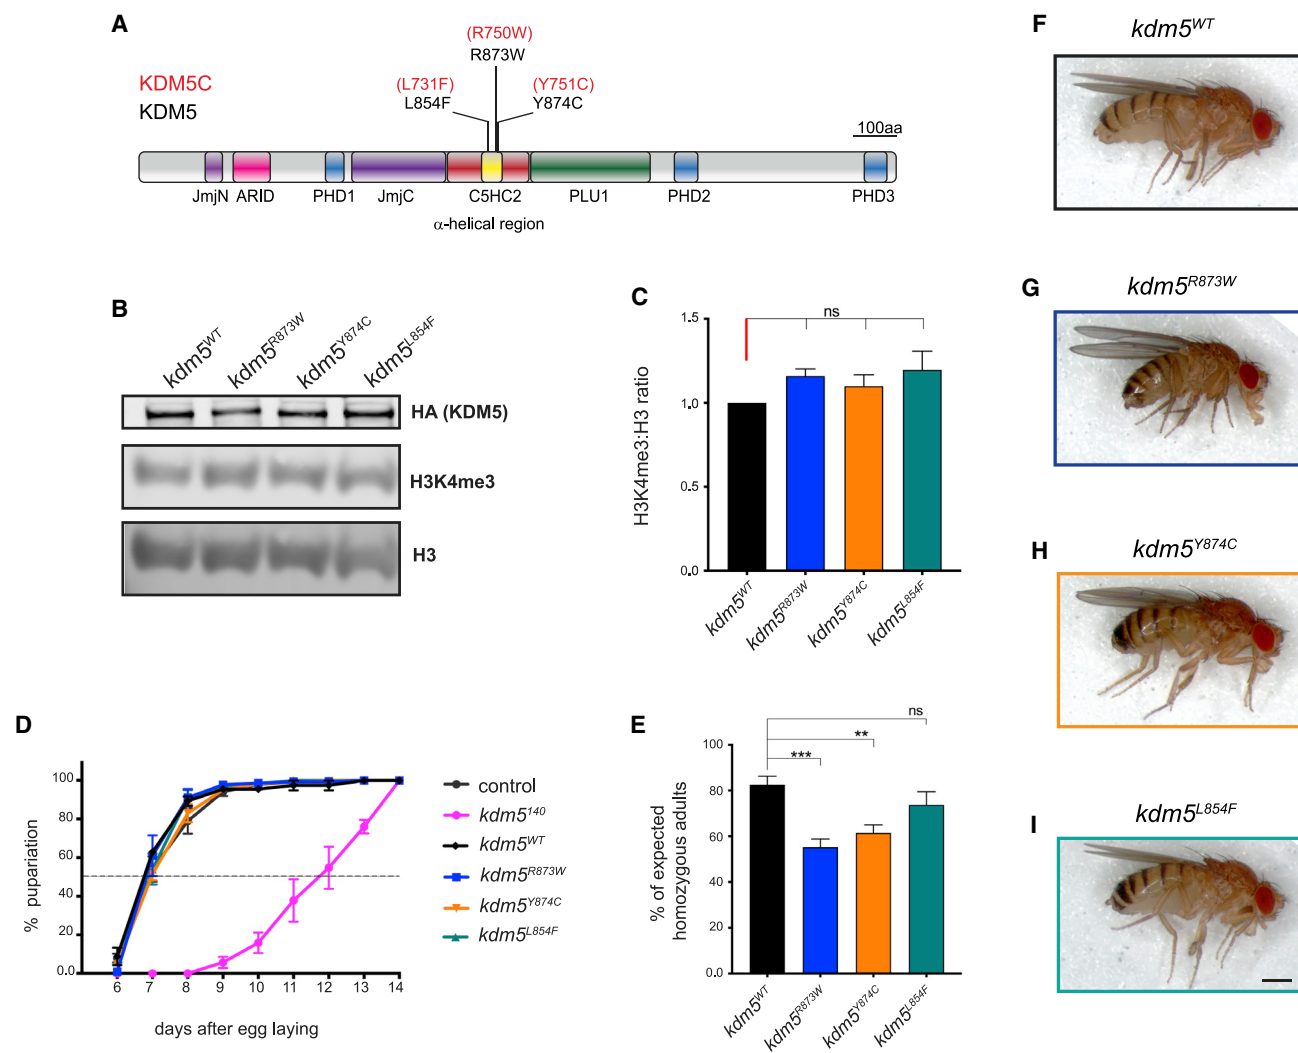 A
(R750W)
R873W
KDM5C
KDM5
(L731F)
L854F
(Y751C)
Y874C
100aa
JmjN ARID PHD1 JmjC C5HC2 PLU1 PHD2 PHD3
α-helical region
B
kdm5WT kdm5R873W kdm5Y874C kdm5L854F
HA (KDM5)
H3K4me3
H3
C
H3K4me3:H3 ratio
1.5
1.0
0.5
0.0
ns
kdm5WT kdm5R873W kdm5Y874C kdm5L854F
D
% pupariation
100
80
60
40
20
0.0
6 7 8 9 10 11 12 13 14
days after egg laying
control
kdm5140
kdm5WT
kdm5R873W
kdm5Y874C
kdm5L854F
E
% of expected
homozygous adults
100
80
60
40
20
0.0
ns
**
***
kdm5WT kdm5R873W kdm5Y874C kdm5L854F
F
kdm5WT
G
kdm5R873W
H
kdm5Y874C
I
kdm5L854F